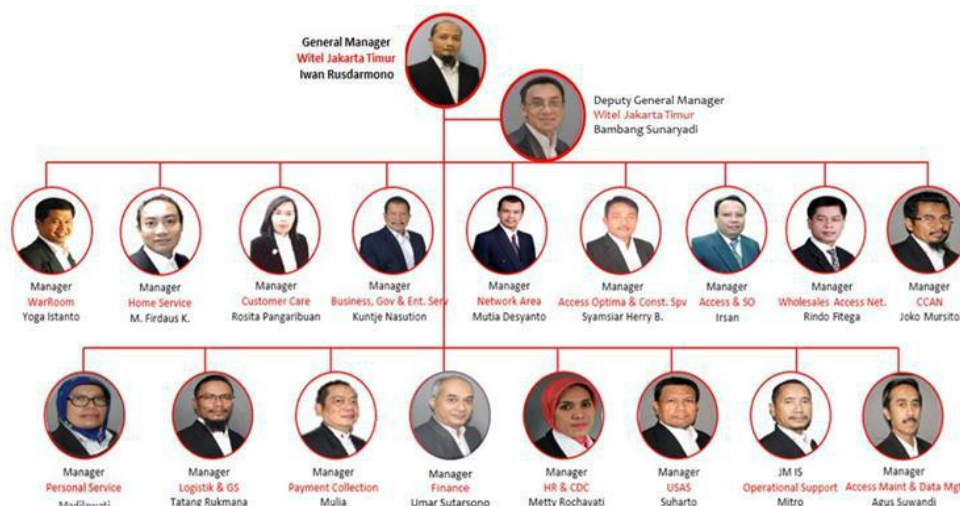 General Manager
Witel Jakarta Timur
Iwan Rusdarmono
Deputy General Manager
Witel Jakarta Timur
Bambang Sunaryadi
Manager
WarRoom
Yoga Istanto
Manager
Home Service
M. Firdaus K.
Manager
Customer Care
Rosita Pangaribuan
Manager
Business, Gov & Ent. Serv
Kuntje Nasution
Manager
Network Area
Mutia Desyanto
Manager
Access Optima & Const. Spv
Syamsiar Herry B.
Manager
Access & SO
Irsan
Manager
Wholesales Access Net.
Rindo Fitega
Manager
CCAN
Joko Mursito
Manager
Personal Service
Manager
Logistik & GS
Tatang Rukmana
Manager
Payment Collection
Mulia
Manager
Finance
Umar Sutarsono
Manager
HR & CDC
Metty Rochayati
Manager
USAS
Suharto
JM IS
Operational Support
Mitro
Manager
Access Maint & Data Mgt
Agus Suwandi